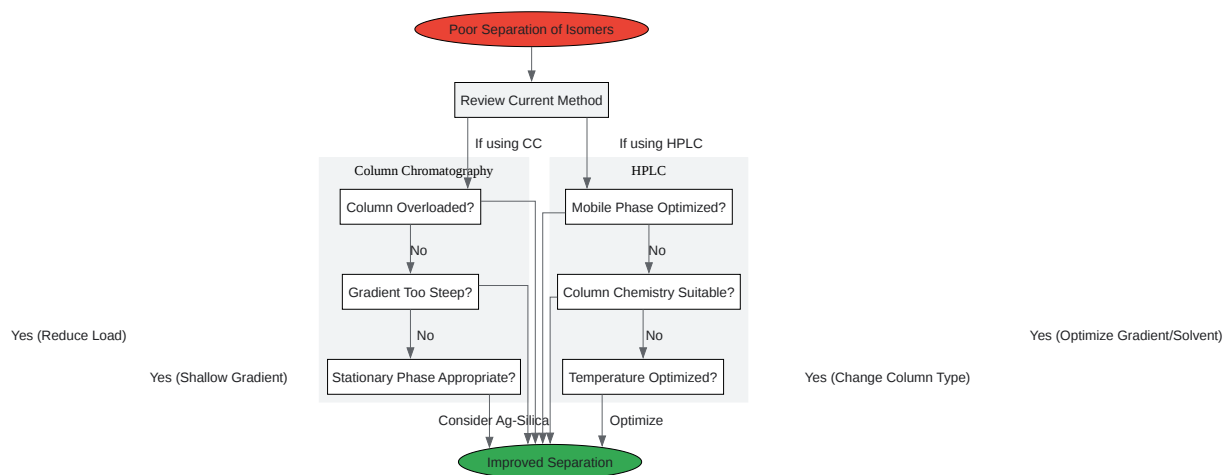 Poor Separation of Isomers
Review Current Method
If using CC
If using HPLC
Column Chromatography
HPLC
Column Overloaded?
Mobile Phase Optimized?
No
No
Gradient Too Steep?
Column Chemistry Suitable?
Yes (Reduce Load)
No
No
Yes (Optimize Gradient/Solvent)
Yes (Shallow Gradient)
Stationary Phase Appropriate?
Temperature Optimized?
Yes (Change Column Type)
Consider Ag-Silica
Optimize
Improved Separation